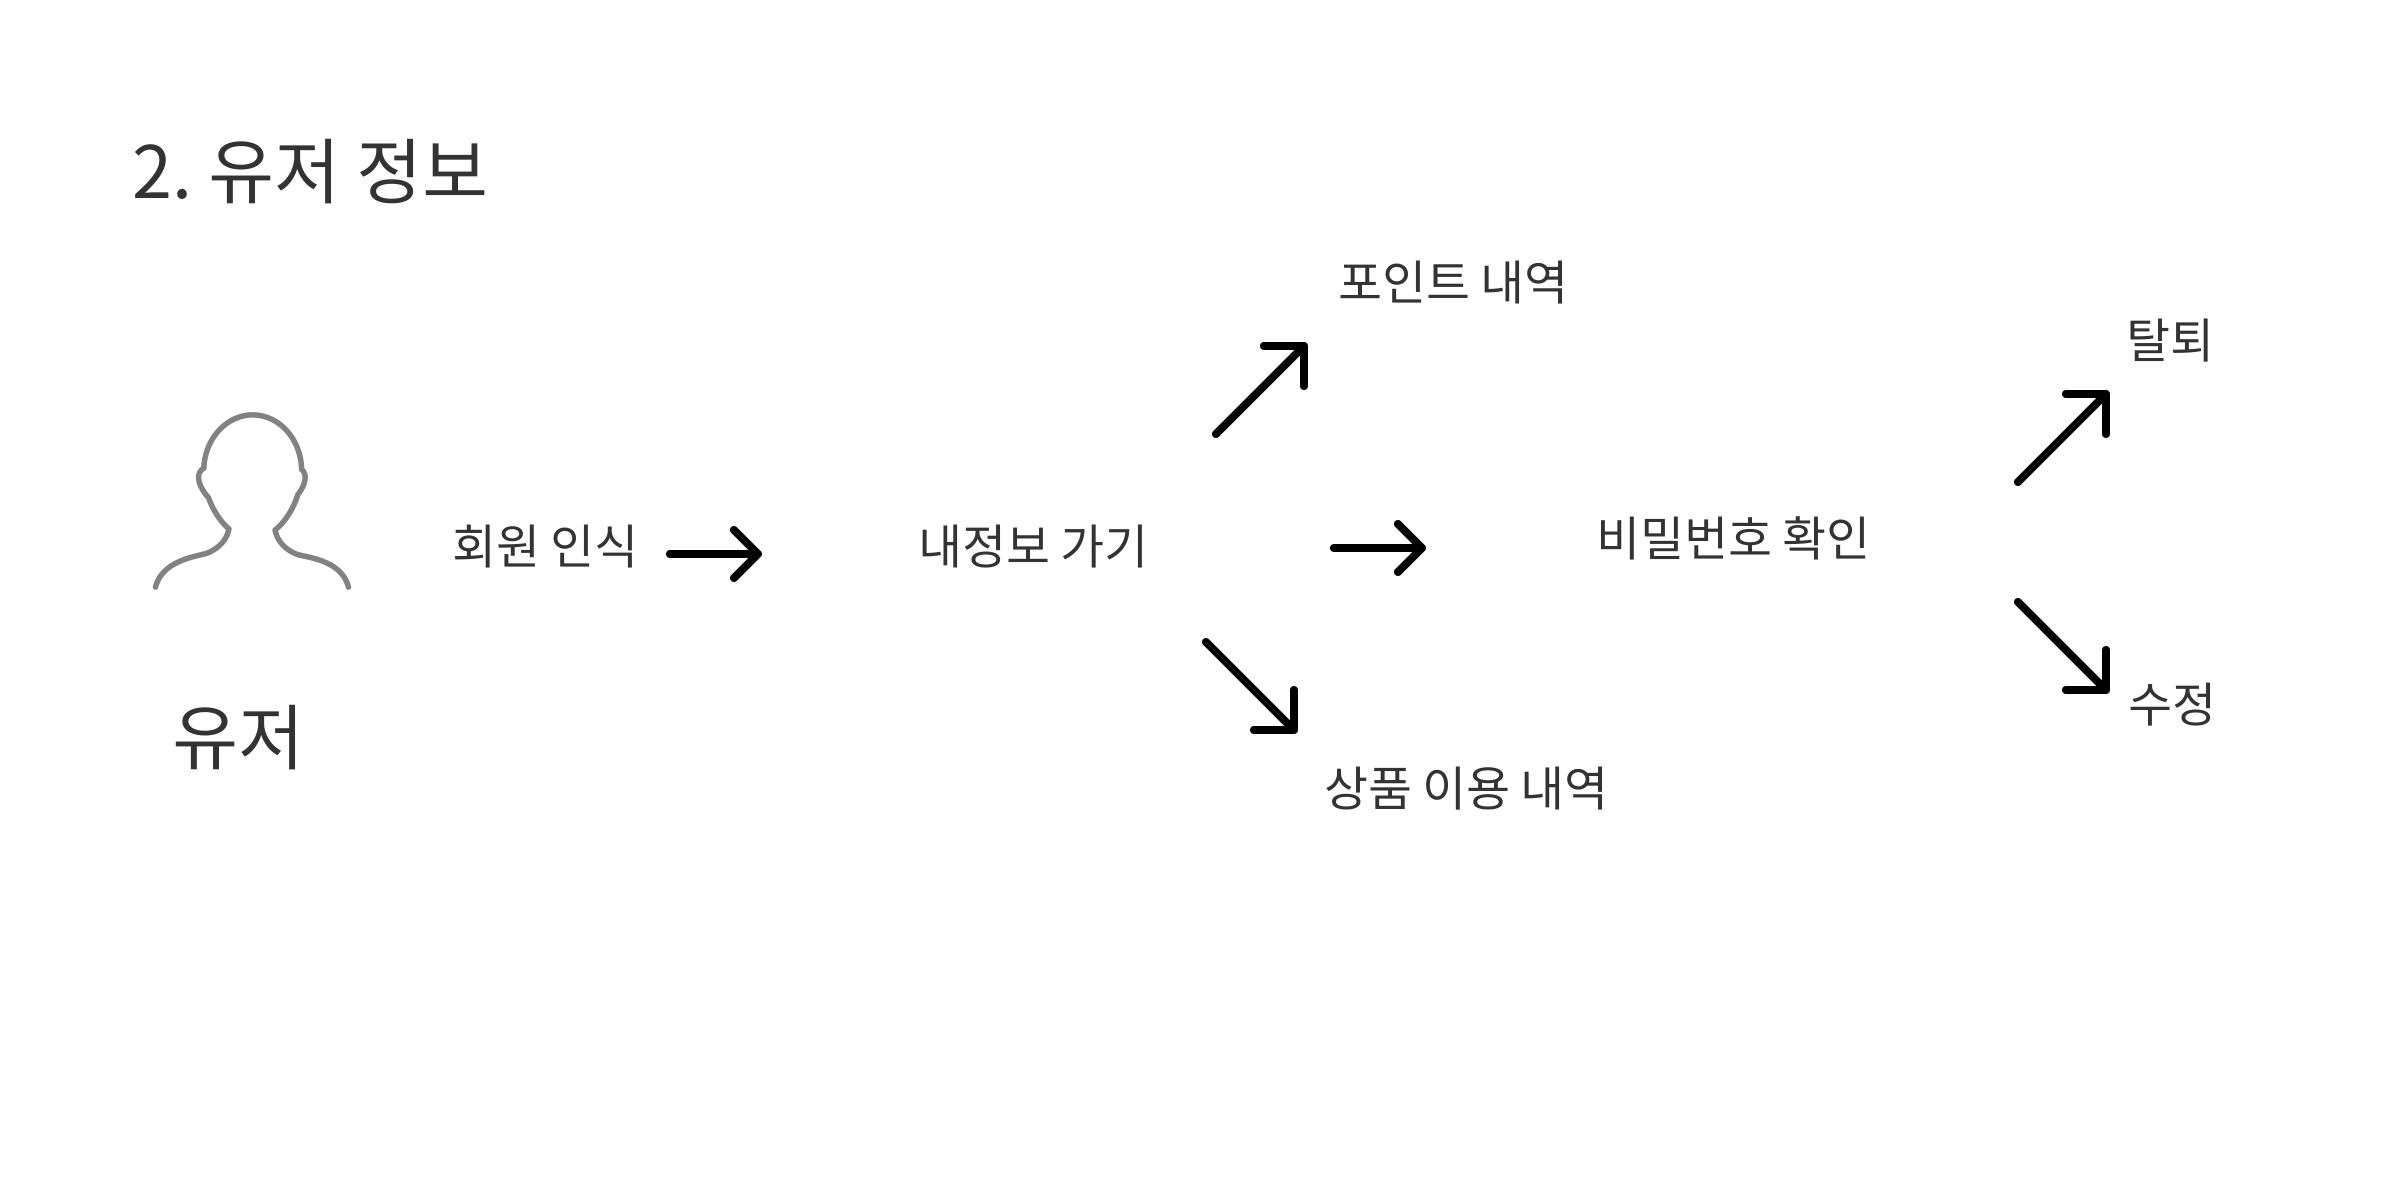 2. 유저 정보
포인트 내역
탈퇴
회원 인식
내정보 가기
비밀번호 확인
수정
유저
상품 이용 내역